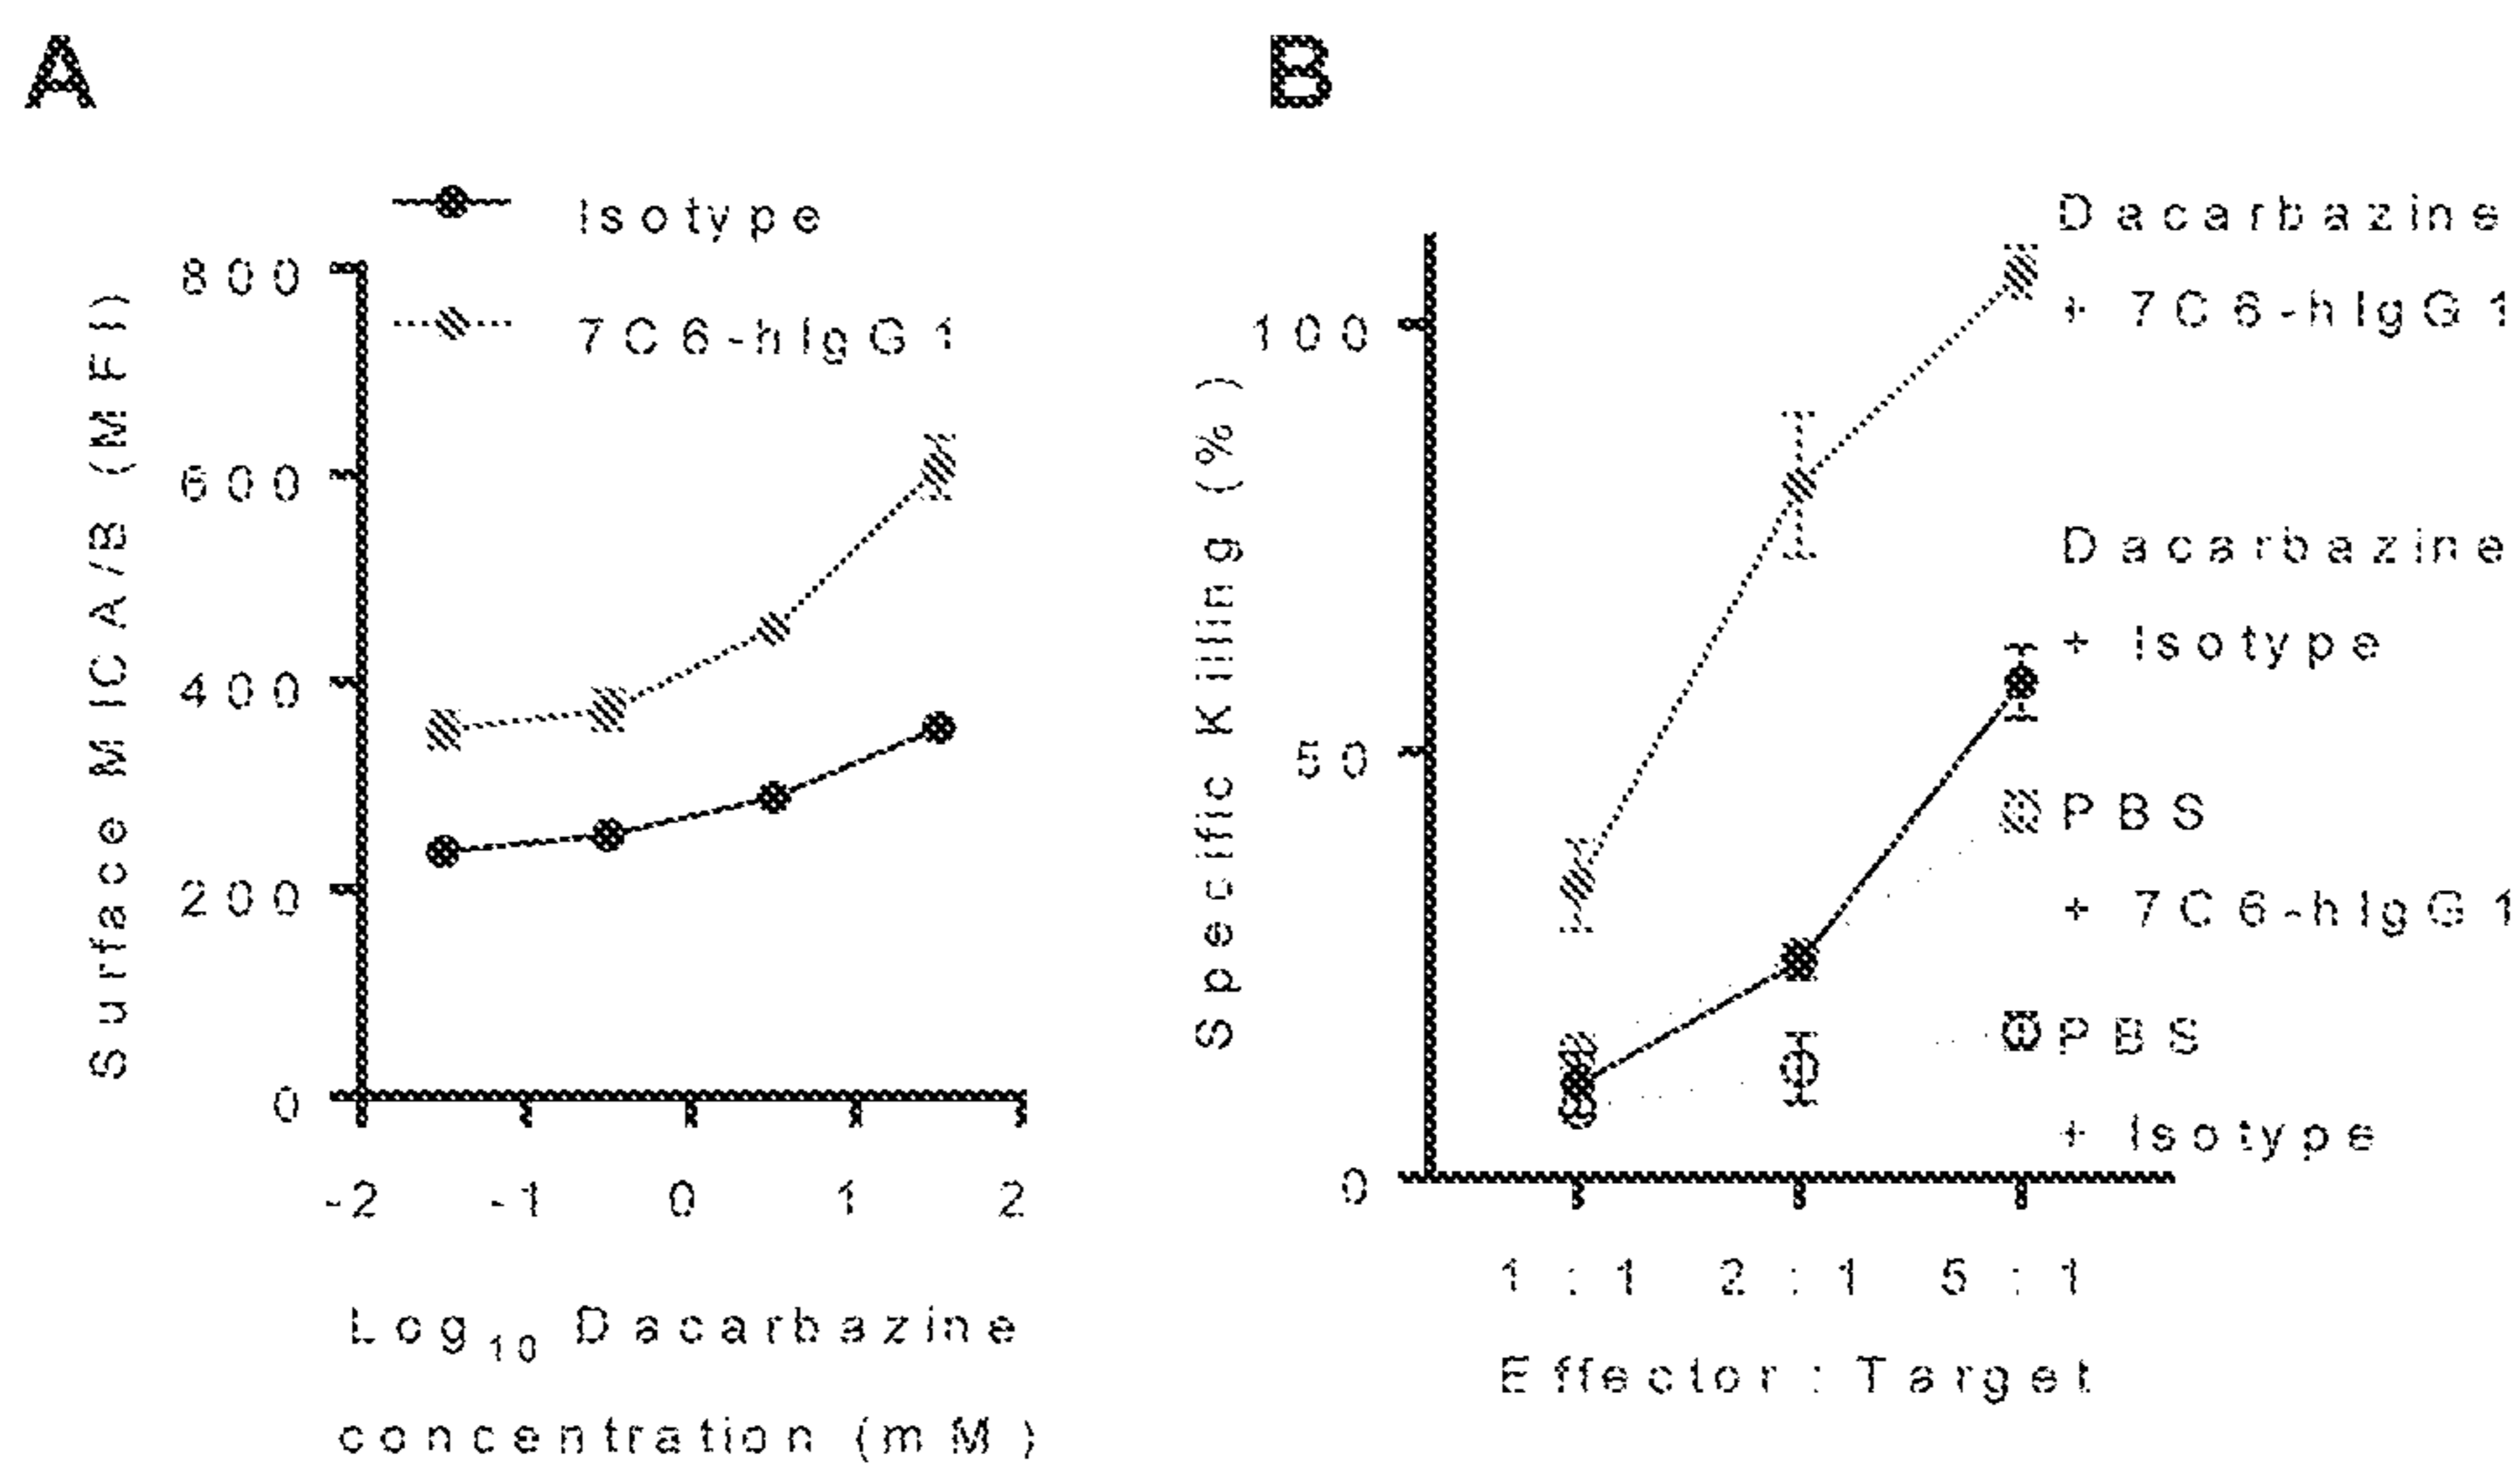 A
B
Isotype
7C6-hIgG1
800
600
400
200
0
Surface MICA/B (MFI)
-2 -1 0 1 2
Log10 Dacarbazine
concentration (mM)
100
50
0
Specific Killing (%)
Dacarbazine
+ 7C6-hIgG1
Dacarbazine
+ Isotype
PBS
+ 7C6-hIgG1
PBS
+ Isotype
1:1 2:1 5:1
Effector:Target